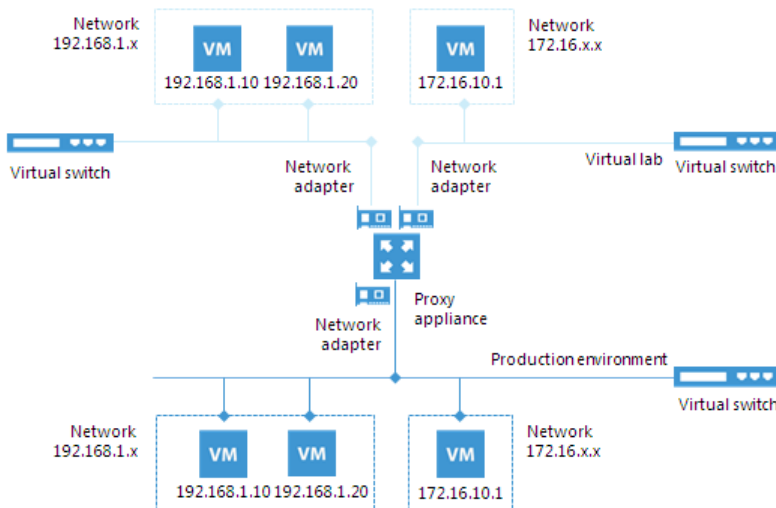 Network
192.168.1.x
VM
VM
192.168.1.10 192.168.1.20
VM
172.16.10.1
Network
172.16.x.x
Virtual switch
Network
adapter
Network
adapter
Virtual lab
Virtual switch
Proxy
appliance
Network
adapter
Production environment
Virtual switch
Network
192.168.1.x
VM
VM
192.168.1.10 192.168.1.20
VM
172.16.10.1
Network
172.16.x.x